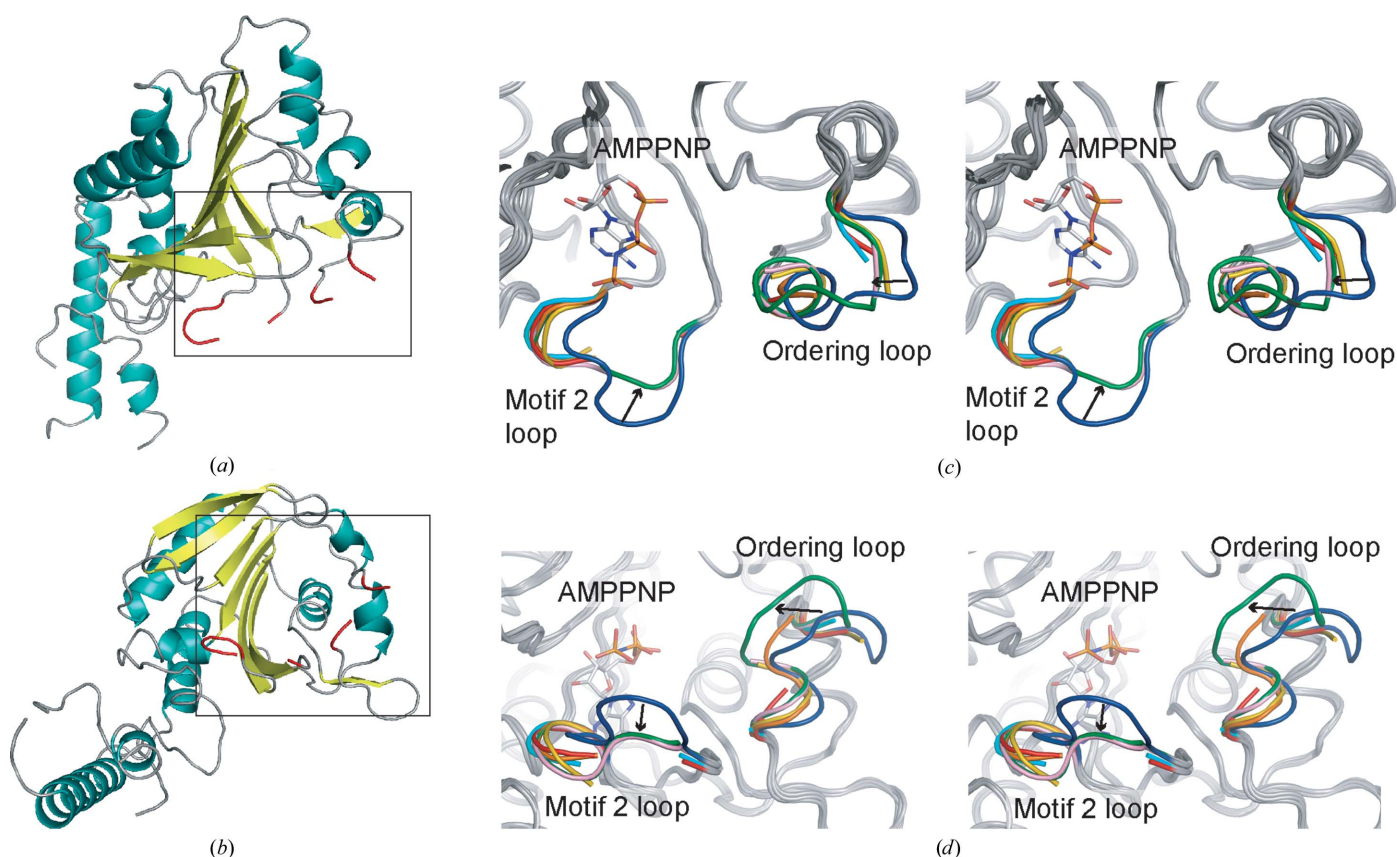 AMPPNP
Ordering loop
Motif 2
loop
AMPPNP
Ordering loop
Motif 2
loop
(a)
(c)
Ordering loop
AMPPNP
Motif 2 loop
Ordering loop
AMPPNP
Motif 2 loop
(b)
(d)